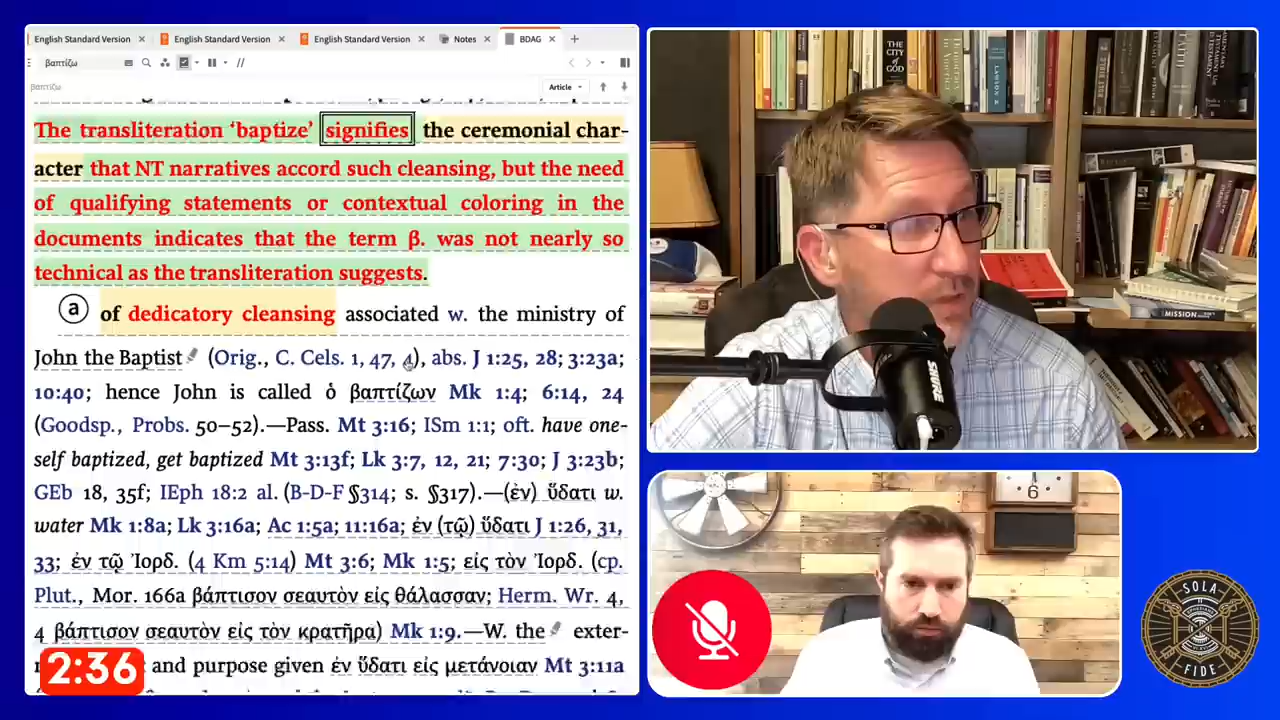 English Standard Version
English Standard Version
English Standard Version
Notes
BDAG
βαπτίζω
βαπτίζω
Article
The transliteration ‘baptize’ signifies the ceremonial char-
acter that NT narratives accord such cleansing, but the need
of qualifying statements or contextual coloring in the
documents indicates that the term β. was not nearly so
technical as the transliteration suggests.
ⓐ of dedicatory cleansing associated w. the ministry of
John the Baptist (Orig., C. Cels. 1, 47, 4), abs. J 1:25, 28; 3:23a;
10:40; hence John is called ὁ βαπτίζων Mk 1:4; 6:14, 24
(Goodsp., Probs. 50–52).—Pass. Mt 3:16; ISm 1:1; oft. have one-
self baptized, get baptized Mt 3:13f; Lk 3:7, 12, 21; 7:30; J 3:23b;
GEb 18, 35f; IEph 18:2 al. (B-D-F §314; s. §317).—(ἐν) ὕδατι w.
water Mk 1:8a; Lk 3:16a; Ac 1:5a; 11:16a; ἐν (τῷ) ὕδατι J 1:26, 31,
33; ἐν τῷ Ἰορδ. (4 Km 5:14) Mt 3:6; Mk 1:5; εἰς τὸν Ἰορδ. (cp.
Plut., Mor. 166a βάπτισον σεαυτὸν εἰς θάλασσαν; Herm. Wr. 4,
4 βάπτισον σεαυτὸν εἰς τὸν κρατῆρα) Mk 1:9.—W. the exter-
and purpose given ἐν ὕδατι εἰς μετάνοιαν Mt 3:11a
2:36
THE
CITY
OF
GOD
MISSION
SHURE
6
SOLA
FIDE